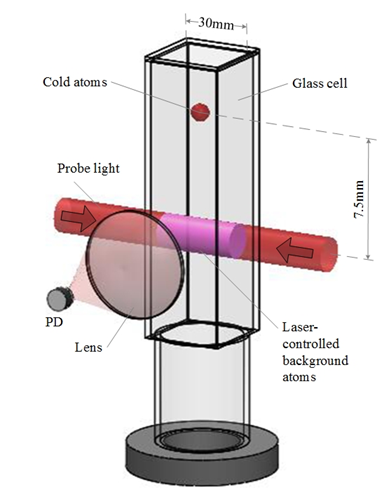 30mm
Cold atoms
Glass cell
Probe light
7.5mm
PD
Lens
Laser-
controlled
background
atoms